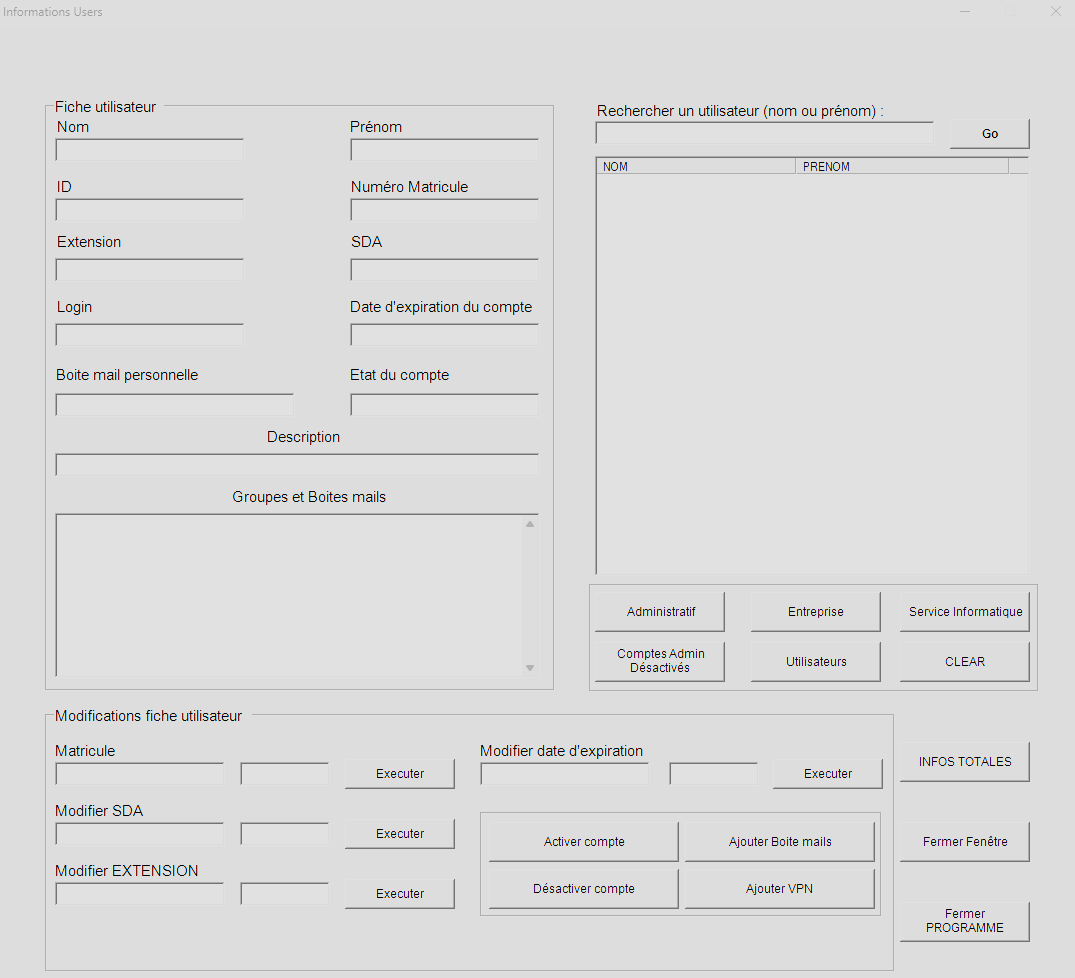 Informations Users
Fiche utilisateur
Nom
Prénom
ID
Numéro Matricule
Extension
SDA
Login
Date d'expiration du compte
Boite mail personnelle
Etat du compte
Description
Groupes et Boites mails
Rechercher un utilisateur (nom ou prénom) :
Go
NOM
PRENOM
Administratif
Entreprise
Service Informatique
Comptes Admin
Désactivés
Utilisateurs
CLEAR
Modifications fiche utilisateur
Matricule
Executer
Modifier SDA
Executer
Modifier EXTENSION
Executer
Modifier date d'expiration
Executer
Activer compte
Ajouter Boite mails
Désactiver compte
Ajouter VPN
INFOS TOTALES
Fermer Fenêtre
Fermer
PROGRAMME